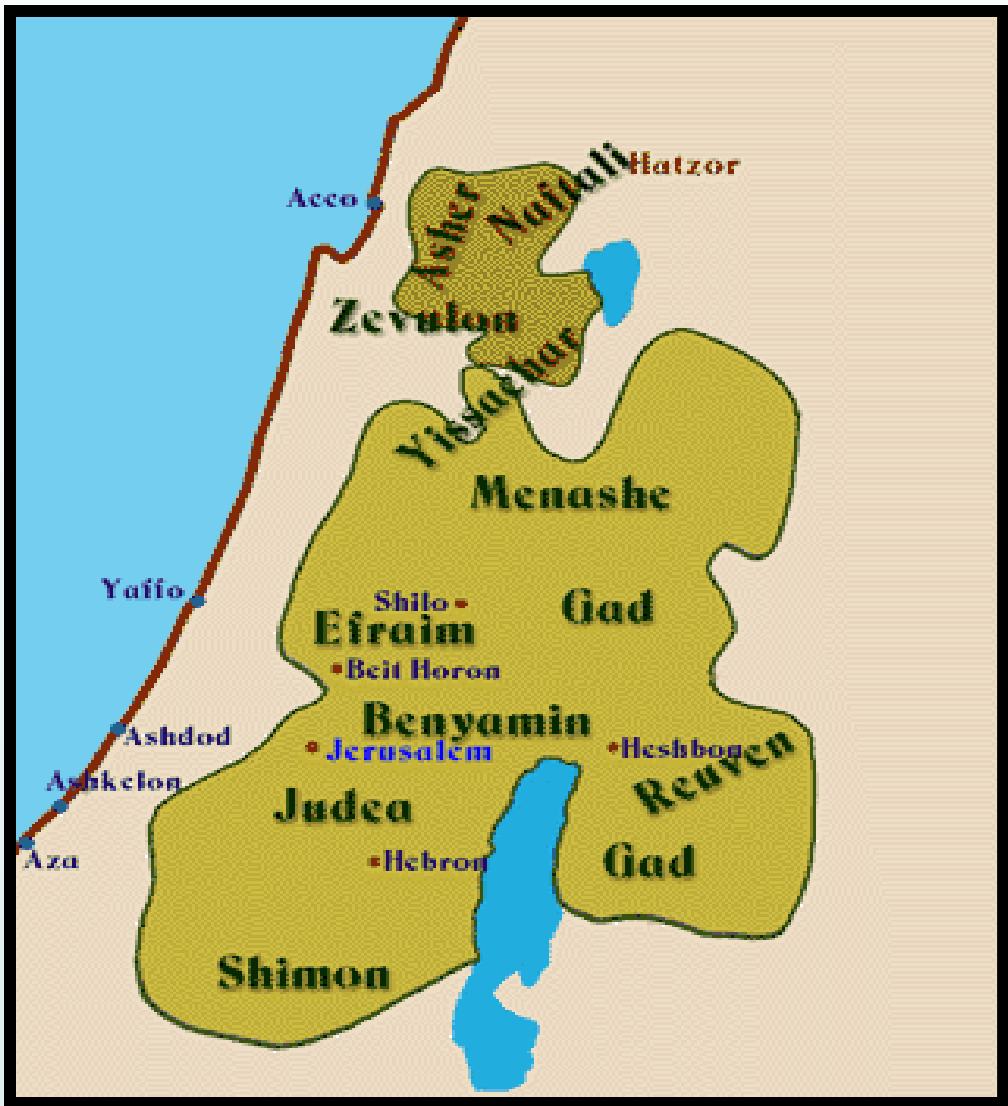 Hatzor
Naftali
Asher
Acco
Zevulon
Yissachar
Menashe
Yaffo
Shilo
Gad
Efraim
Beit Horon
Benyamin
Ashdod
Jerusalem
Heshbon
Reuven
Ashkelon
Judea
Aza
Hebron
Gad
Shimon